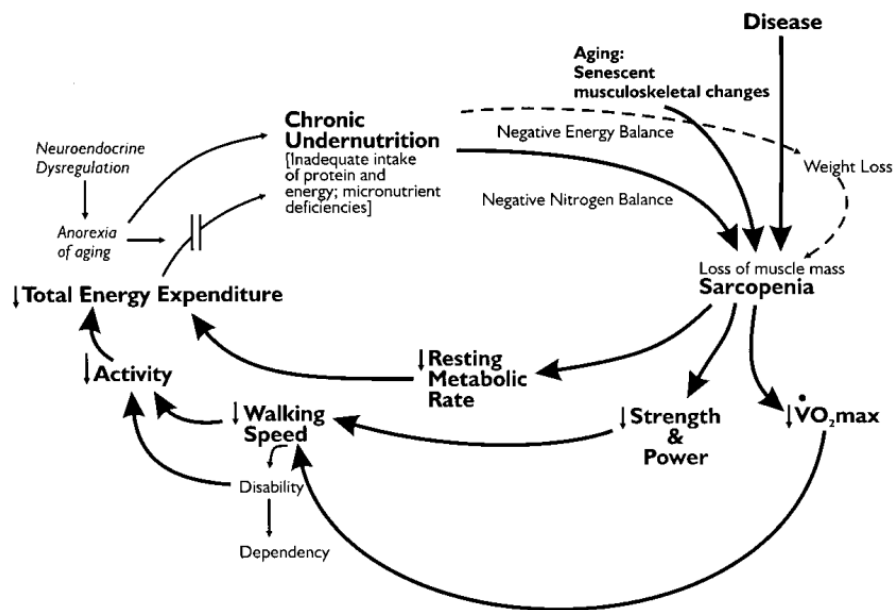 Disease
Aging:
Senescent
musculoskeletal changes
Chronic
Undernutrition
[Inadequate intake
of protein and
energy; micronutrient
deficiencies]
Negative Energy Balance
Weight Loss
Neuroendocrine
Dysregulation
Negative Nitrogen Balance
Anorexia
of aging
Loss of muscle mass
Sarcopenia
↓Total Energy Expenditure
↓Resting
Metabolic
Rate
↓Activity
↓Walking
Speed
↓Strength
&
Power
↓V̇O₂max
Disability
Dependency